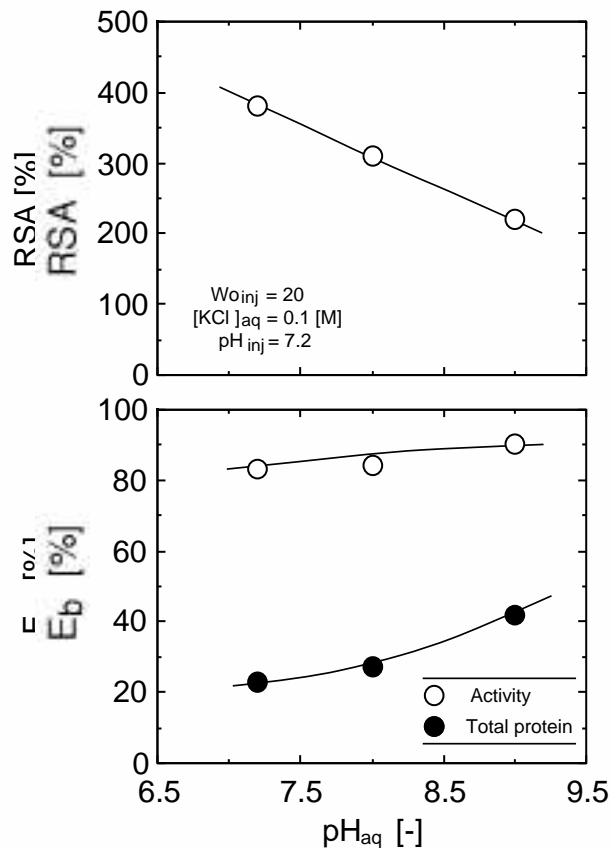 500
400
300
200
100
0
RSA [%]
RSA [%]
Wo inj = 20
[KCl ]aq = 0.1 [M]
pH inj = 7.2
100
80
60
40
20
0
Eb [%]
Activity
Total protein
6.5 7.5 8.5 9.5
pHaq [-]